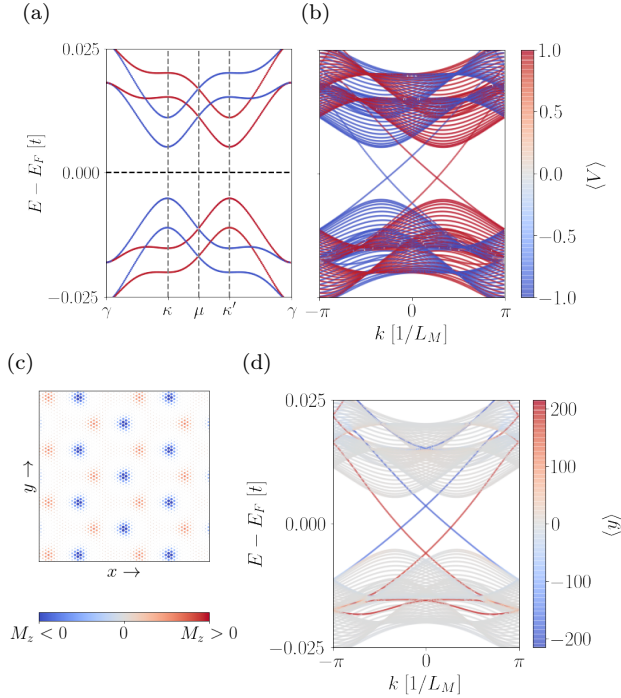 (a)
(b)
0.025
0.000
−0.025
E − E_F [t]
γ κ μ κ′ γ
−π 0 π
k [1/L_M]
1.0
0.5
0.0
−0.5
−1.0
⟨V⟩
(c)
(d)
y →
x →
M_z < 0 0 M_z > 0
0.025
0.000
−0.025
E − E_F [t]
−π 0 π
k [1/L_M]
200
100
0
−100
−200
⟨y⟩